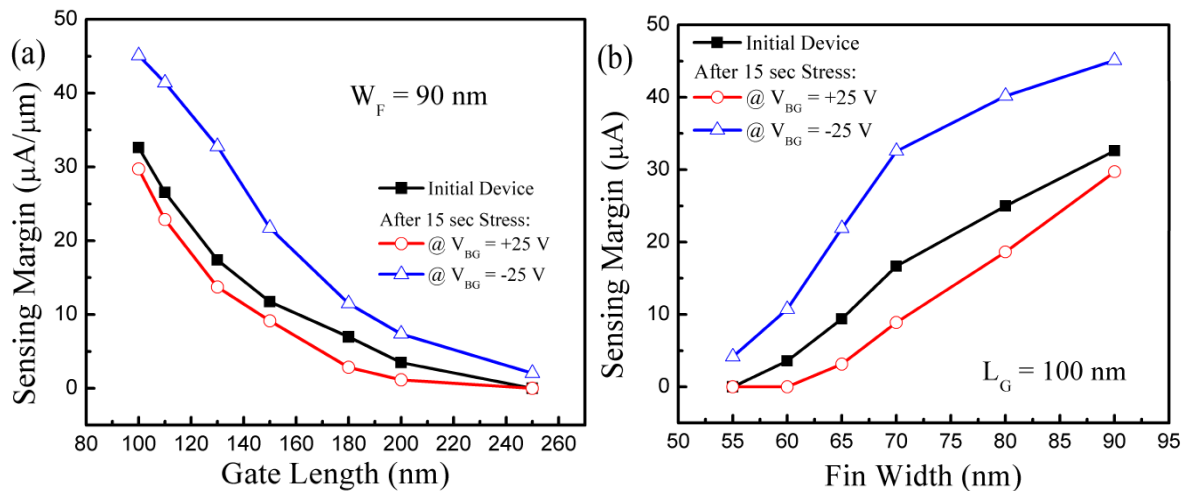 (a)
Sensing Margin (μA/μm)
50
40
30
20
10
0
W_F = 90 nm
Initial Device
After 15 sec Stress:
@ V_BG = +25 V
@ V_BG = -25 V
80 100 120 140 160 180 200 220 240 260
Gate Length (nm)
(b)
Sensing Margin (μA)
50
40
30
20
10
0
Initial Device
After 15 sec Stress:
@ V_BG = +25 V
@ V_BG = -25 V
L_G = 100 nm
50 55 60 65 70 75 80 85 90 95
Fin Width (nm)